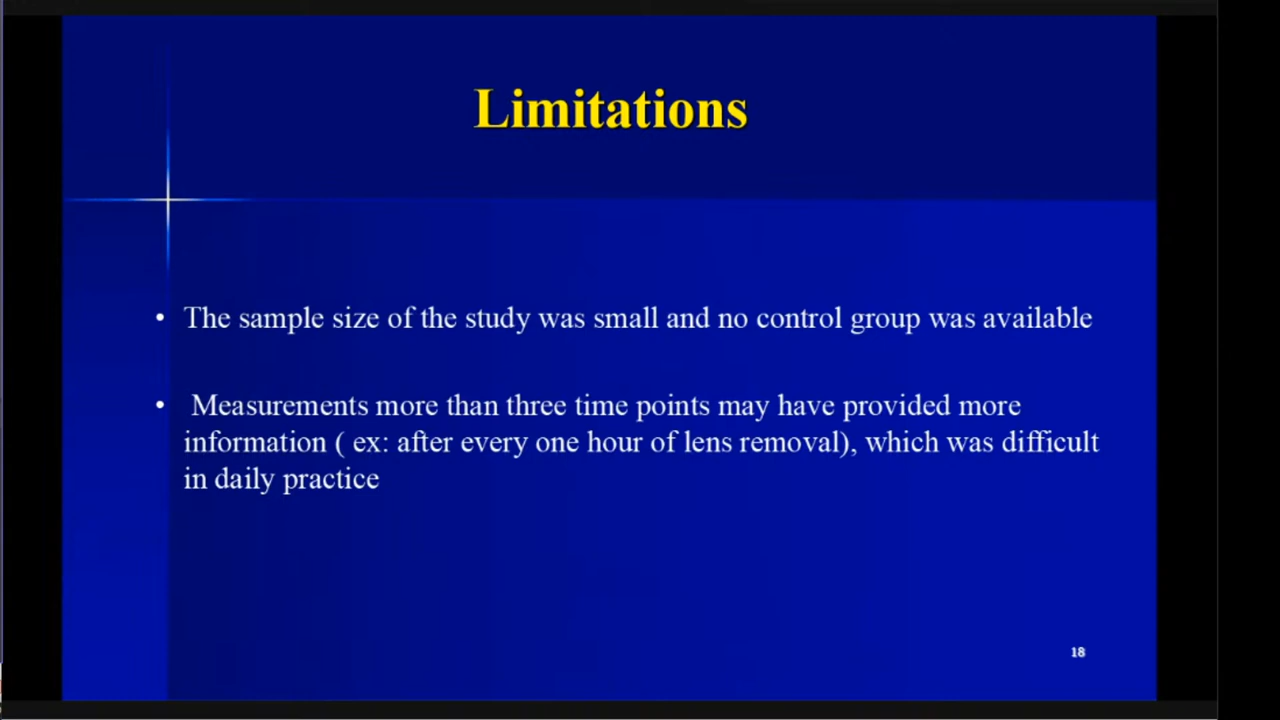 Limitations
• The sample size of the study was small and no control group was available
• Measurements more than three time points may have provided more
information ( ex: after every one hour of lens removal), which was difficult
in daily practice
18